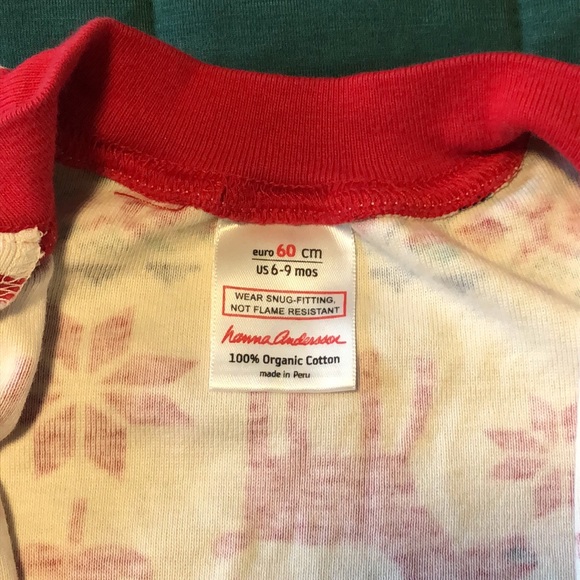 euro 60 cm
US 6-9 mos
WEAR SNUG-FITTING,
NOT FLAME RESISTANT
hanna Andersson
100% Organic Cotton
made in Peru